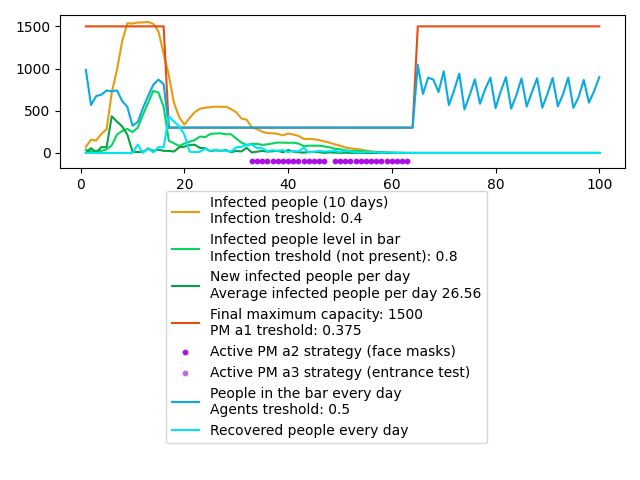 1500
1000
500
0
0
20
40
60
80
100
Infected people (10 days)
Infection treshold: 0.4
Infected people level in bar
Infection treshold (not present): 0.8
New infected people per day
Average infected people per day 26.56
Final maximum capacity: 1500
PM a1 treshold: 0.375
Active PM a2 strategy (face masks)
Active PM a3 strategy (entrance test)
People in the bar every day
Agents treshold: 0.5
Recovered people every day